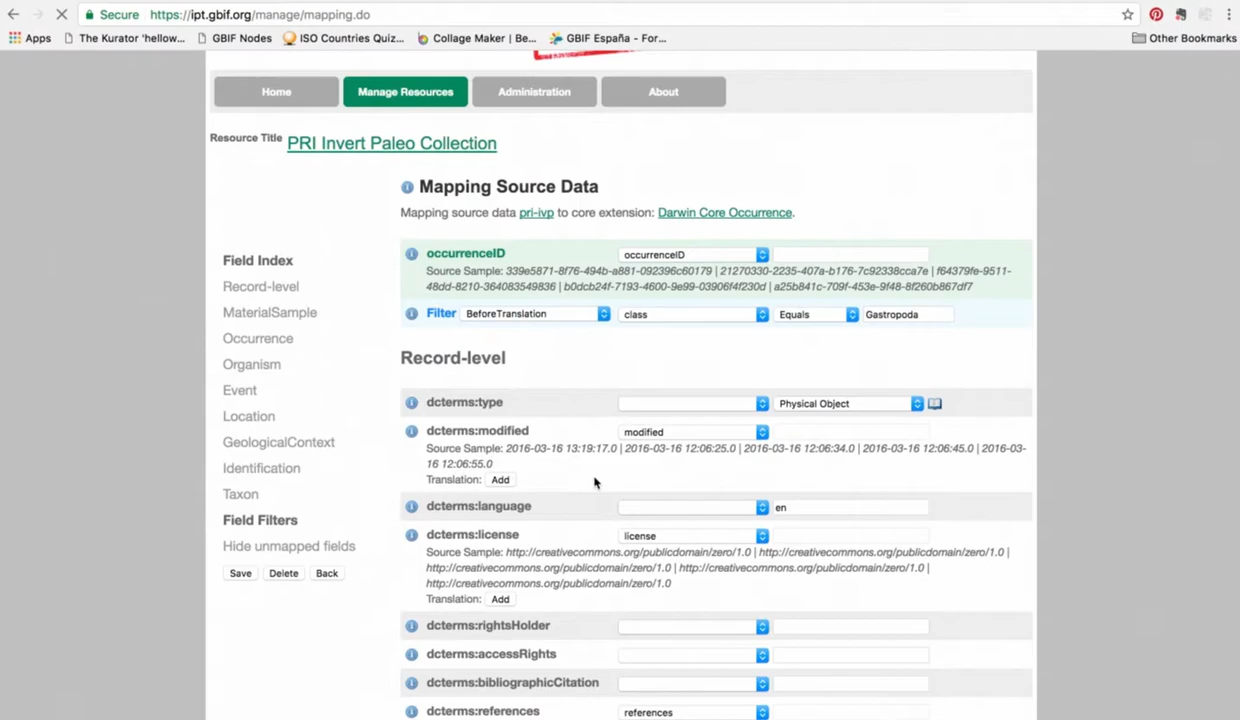 Secure https://ipt.gbif.org/manage/mapping.do
Apps The Kurator 'hellow... GBIF Nodes ISO Countries Quiz... Collage Maker | Be... GBIF España - For... Other Bookmarks
Home Manage Resources Administration About
Resource Title PRI Invert Paleo Collection
Mapping Source Data
Mapping source data pri-ivp to core extension: Darwin Core Occurrence.
occurrenceID occurrenceID
Source Sample: 339e5871-8f76-494b-a881-092396c60179 | 21270330-2235-407a-b176-7c92338cca7e | f64379fe-9511-
48dd-8210-364083549836 | b0dcb24f-7193-4600-9e99-03906f4f230d | a25b841c-709f-453e-9f48-8f260b867df7
Filter BeforeTranslation class Equals Gastropoda
Field Index
Record-level
MaterialSample
Occurrence
Organism
Event
Location
GeologicalContext
Identification
Taxon
Field Filters
Hide unmapped fields
Save Delete Back
Record-level
dcterms:type Physical Object
dcterms:modified modified
Source Sample: 2016-03-16 13:19:17.0 | 2016-03-16 12:06:25.0 | 2016-03-16 12:06:34.0 | 2016-03-16 12:06:45.0 | 2016-03-
16 12:06:55.0
Translation: Add
dcterms:language en
dcterms:license license
Source Sample: http://creativecommons.org/publicdomain/zero/1.0 | http://creativecommons.org/publicdomain/zero/1.0 |
http://creativecommons.org/publicdomain/zero/1.0 | http://creativecommons.org/publicdomain/zero/1.0 |
http://creativecommons.org/publicdomain/zero/1.0
Translation: Add
dcterms:rightsHolder
dcterms:accessRights
dcterms:bibliographicCitation
dcterms:references references